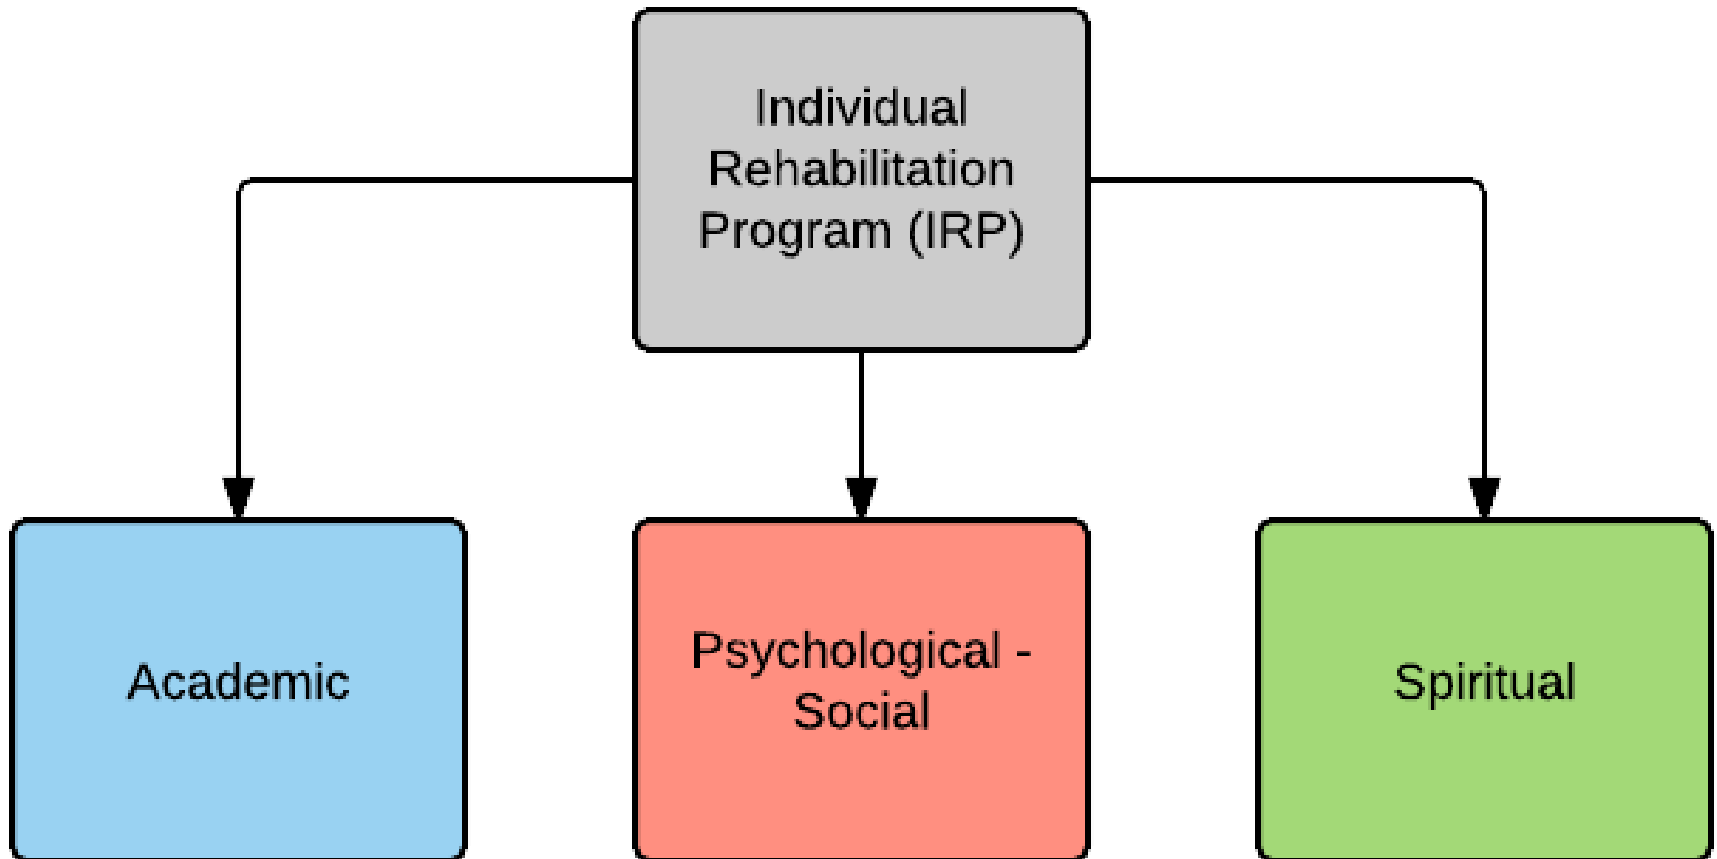 Individual
Rehabilitation
Program (IRP)
Academic
Psychological -
Social
Spiritual